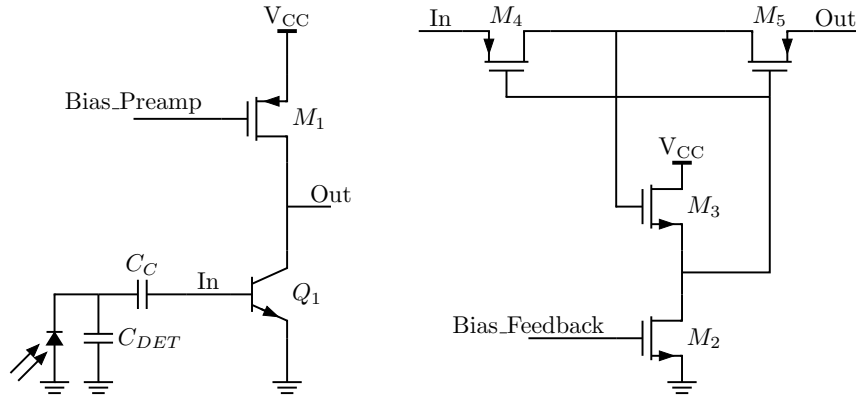 V_CC
Bias_Preamp
M_1
Out
C_C
In
Q_1
C_DET
In
M_4
M_5
Out
V_CC
M_3
Bias_Feedback
M_2